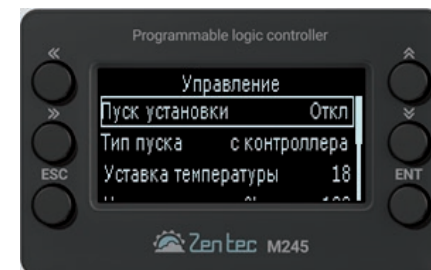 Programmable logic controller
« Управление
Пуск установки Откл
» Тип пуска с контроллера
ESC Уставка температуры 18 ENT
Zentec M245